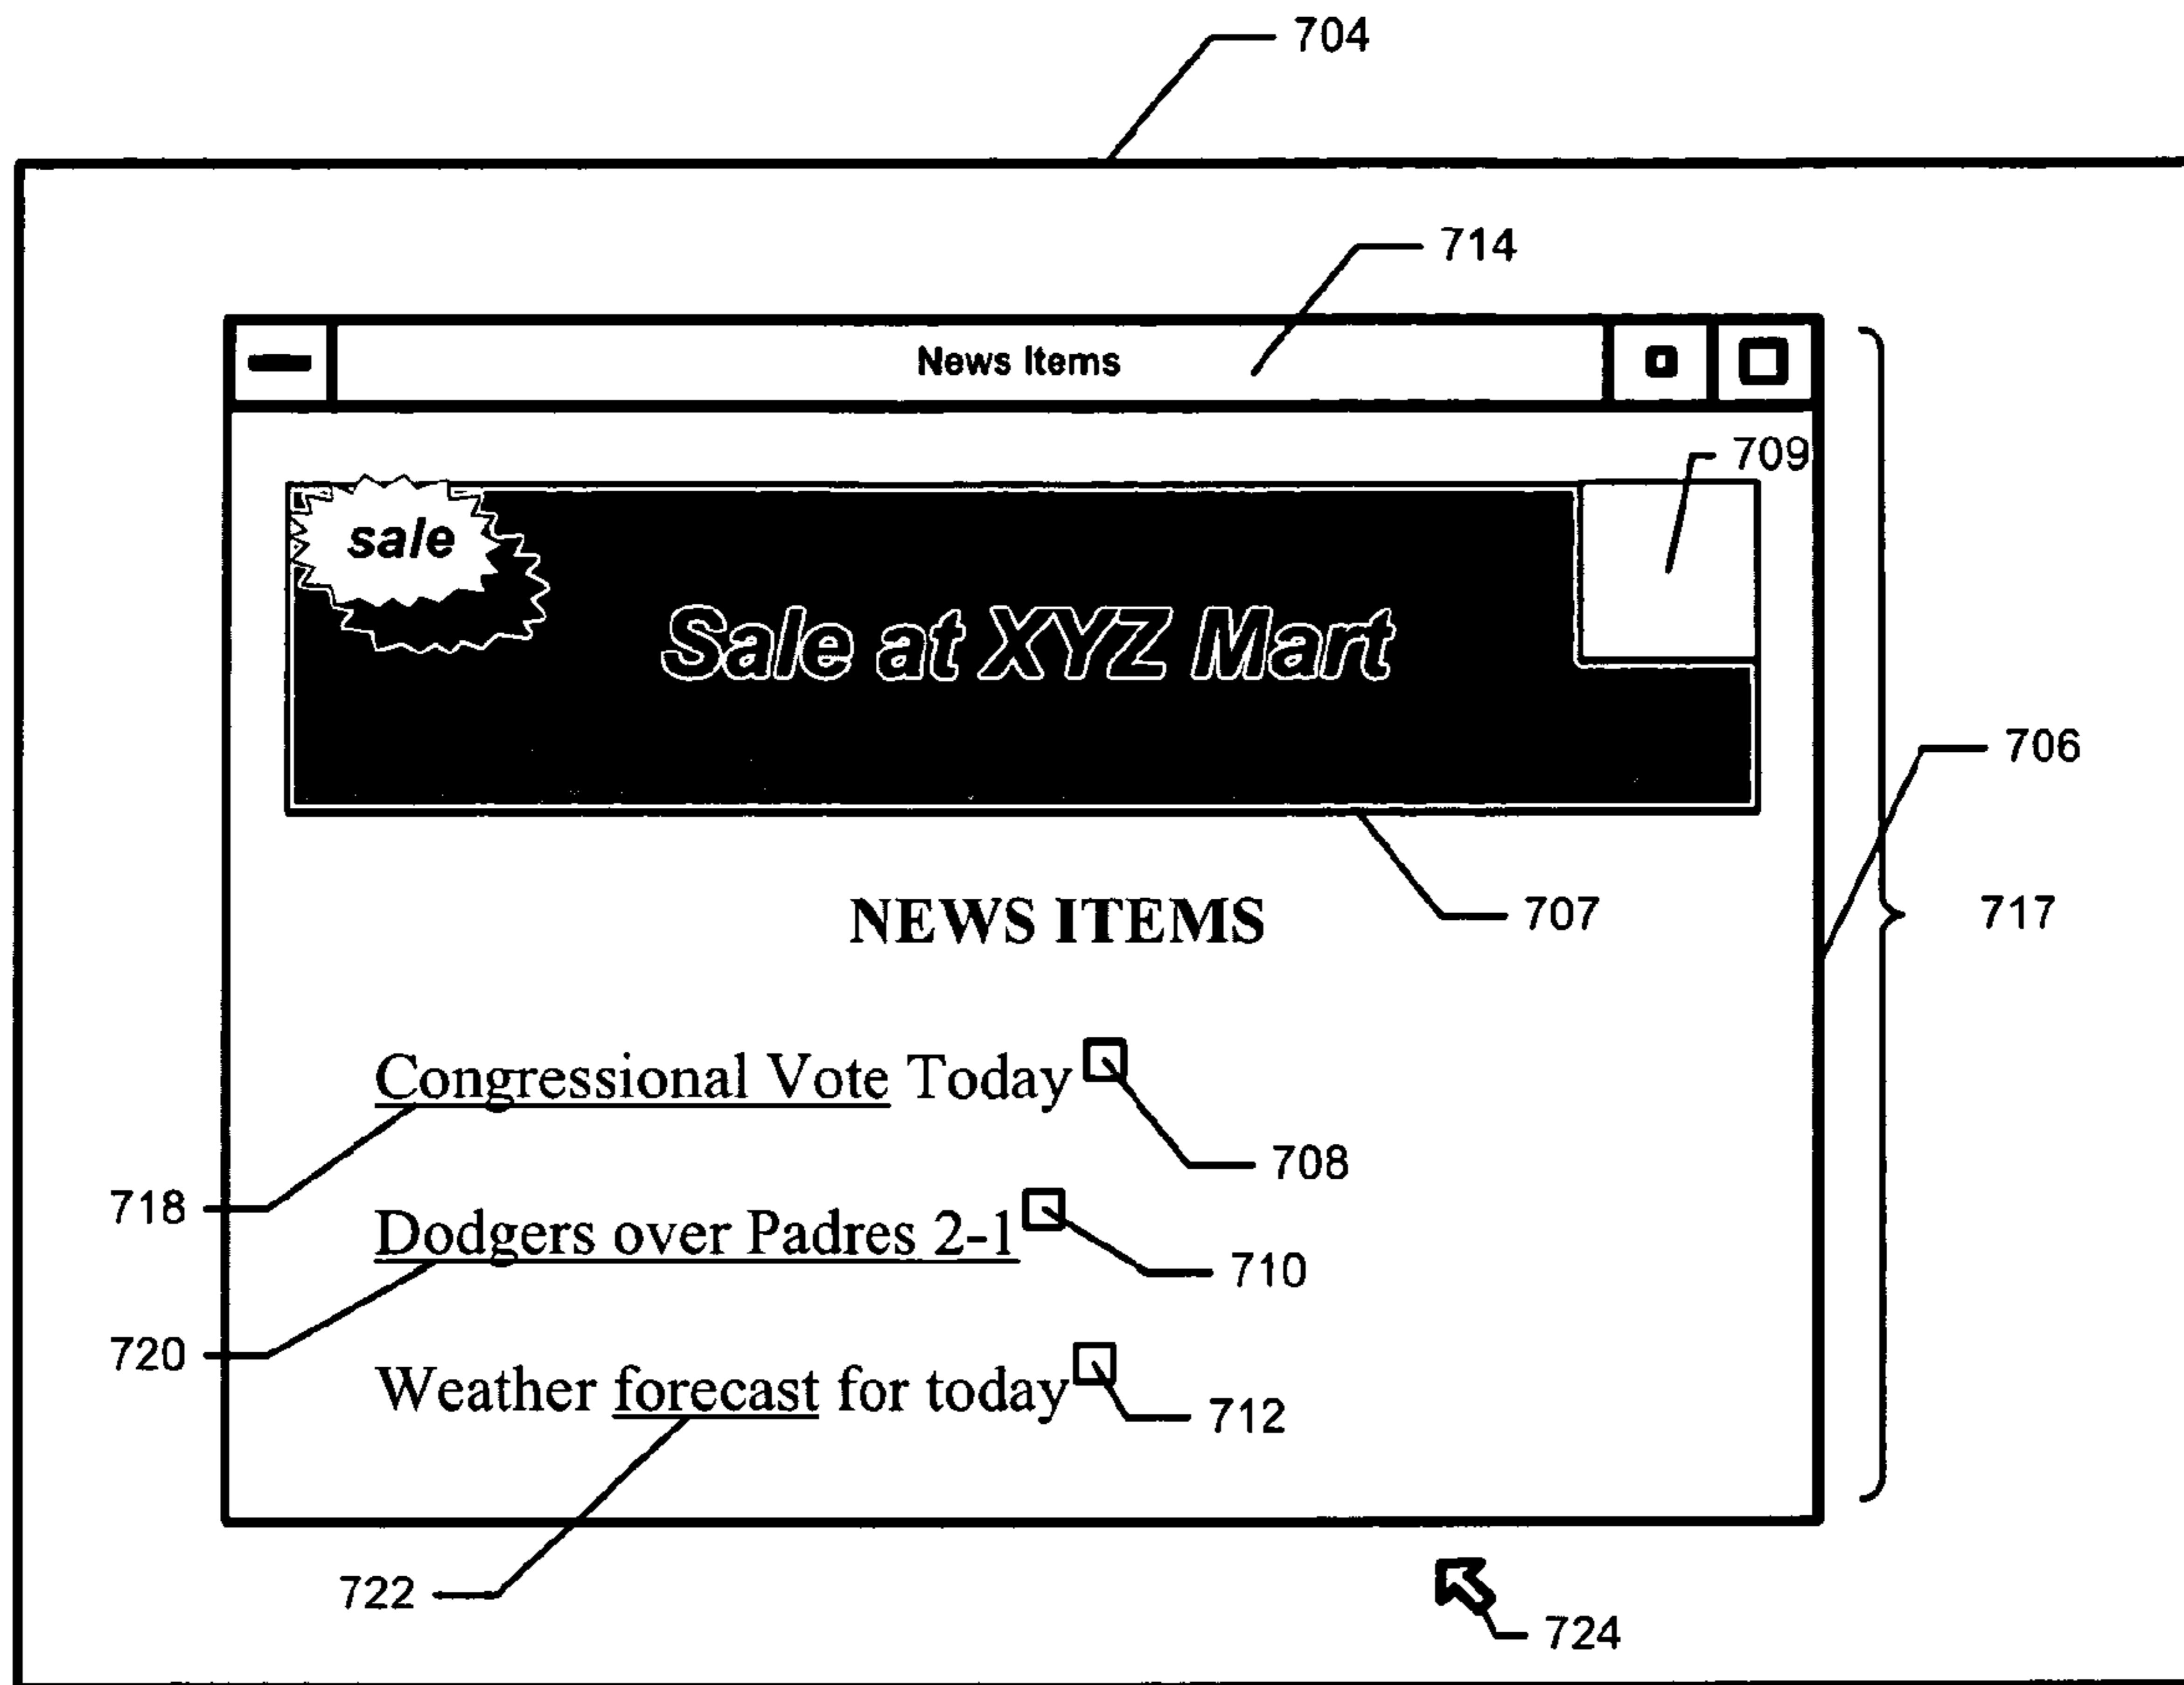 704
714
News Items
709
sale
Sale at XYZ Mart
706
707
717
NEWS ITEMS
Congressional Vote Today
708
718
Dodgers over Padres 2-1
710
720
Weather forecast for today
712
722
724